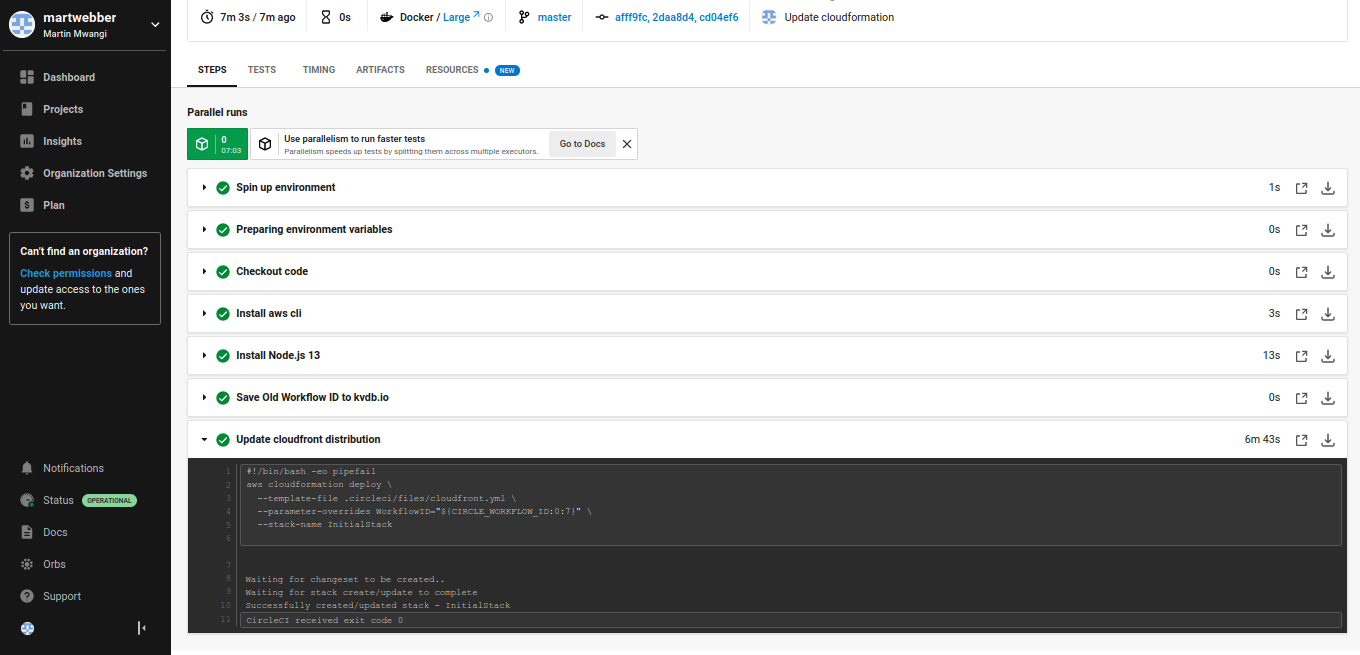 martwebber
Martin Mwangi
Dashboard
Projects
Insights
Organization Settings
Plan
Can't find an organization?
Check permissions and
update access to the ones
you want.
Notifications
Status OPERATIONAL
Docs
Orbs
Support
7m 3s / 7m ago
0s
Docker / Large
master
afff9fc, 2daa8d4, cd04ef6
Update cloudformation
STEPS TESTS TIMING ARTIFACTS RESOURCES NEW
Parallel runs
0
07:03
Use parallelism to run faster tests
Parallelism speeds up tests by splitting them across multiple executors.
Go to Docs
Spin up environment 1s
Preparing environment variables 0s
Checkout code 0s
Install aws cli 3s
Install Node.js 13 13s
Save Old Workflow ID to kvdb.io 0s
Update cloudfront distribution 6m 43s
1 #!/bin/bash -eo pipefail
2 aws cloudformation deploy \
3 --template-file .circleci/files/cloudfront.yml \
4 --parameter-overrides WorkflowID="${CIRCLE_WORKFLOW_ID:0:7}" \
5 --stack-name InitialStack
6
7
8 Waiting for changeset to be created..
9 Waiting for stack create/update to complete
10 Successfully created/updated stack - InitialStack
11 CircleCI received exit code 0